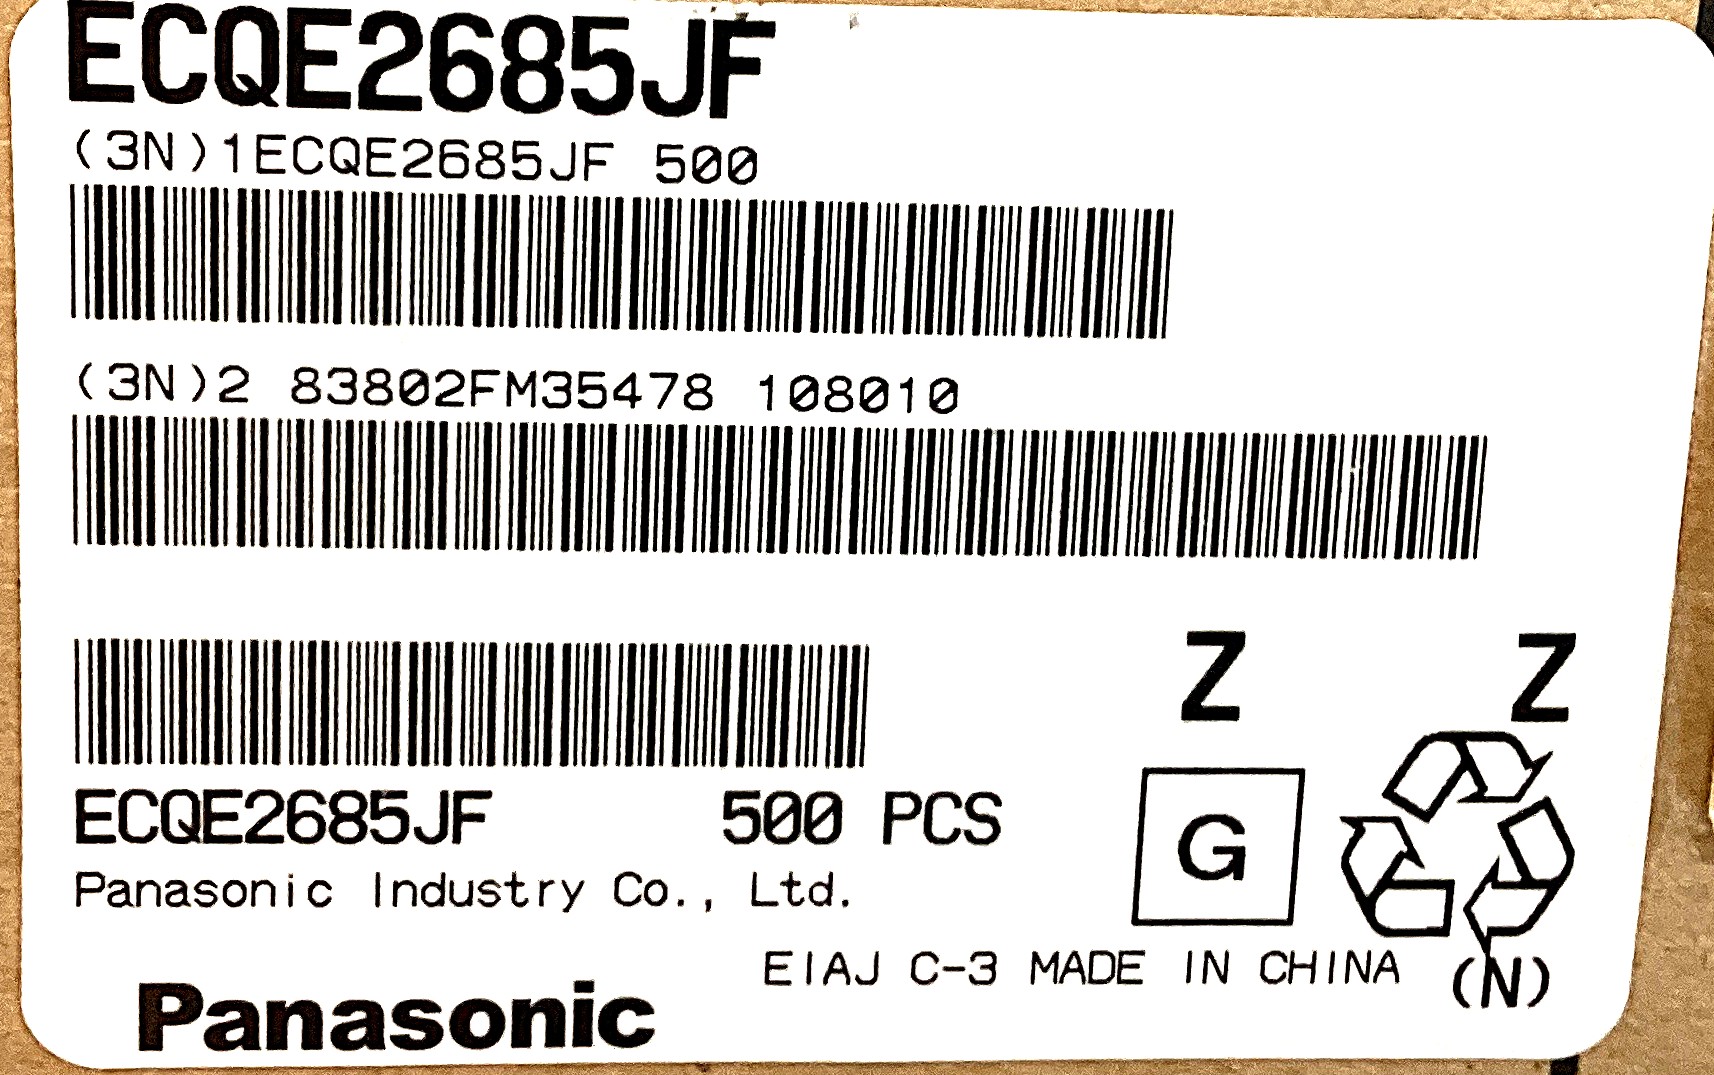 ECQE2685JF
(3N)1ECQE2685JF 500
(3N)2 83802FM35478 108010
Z Z
G
ECQE2685JF 500 PCS
Panasonic Industry Co., Ltd.
EIAJ C-3 MADE IN CHINA (N)
Panasonic